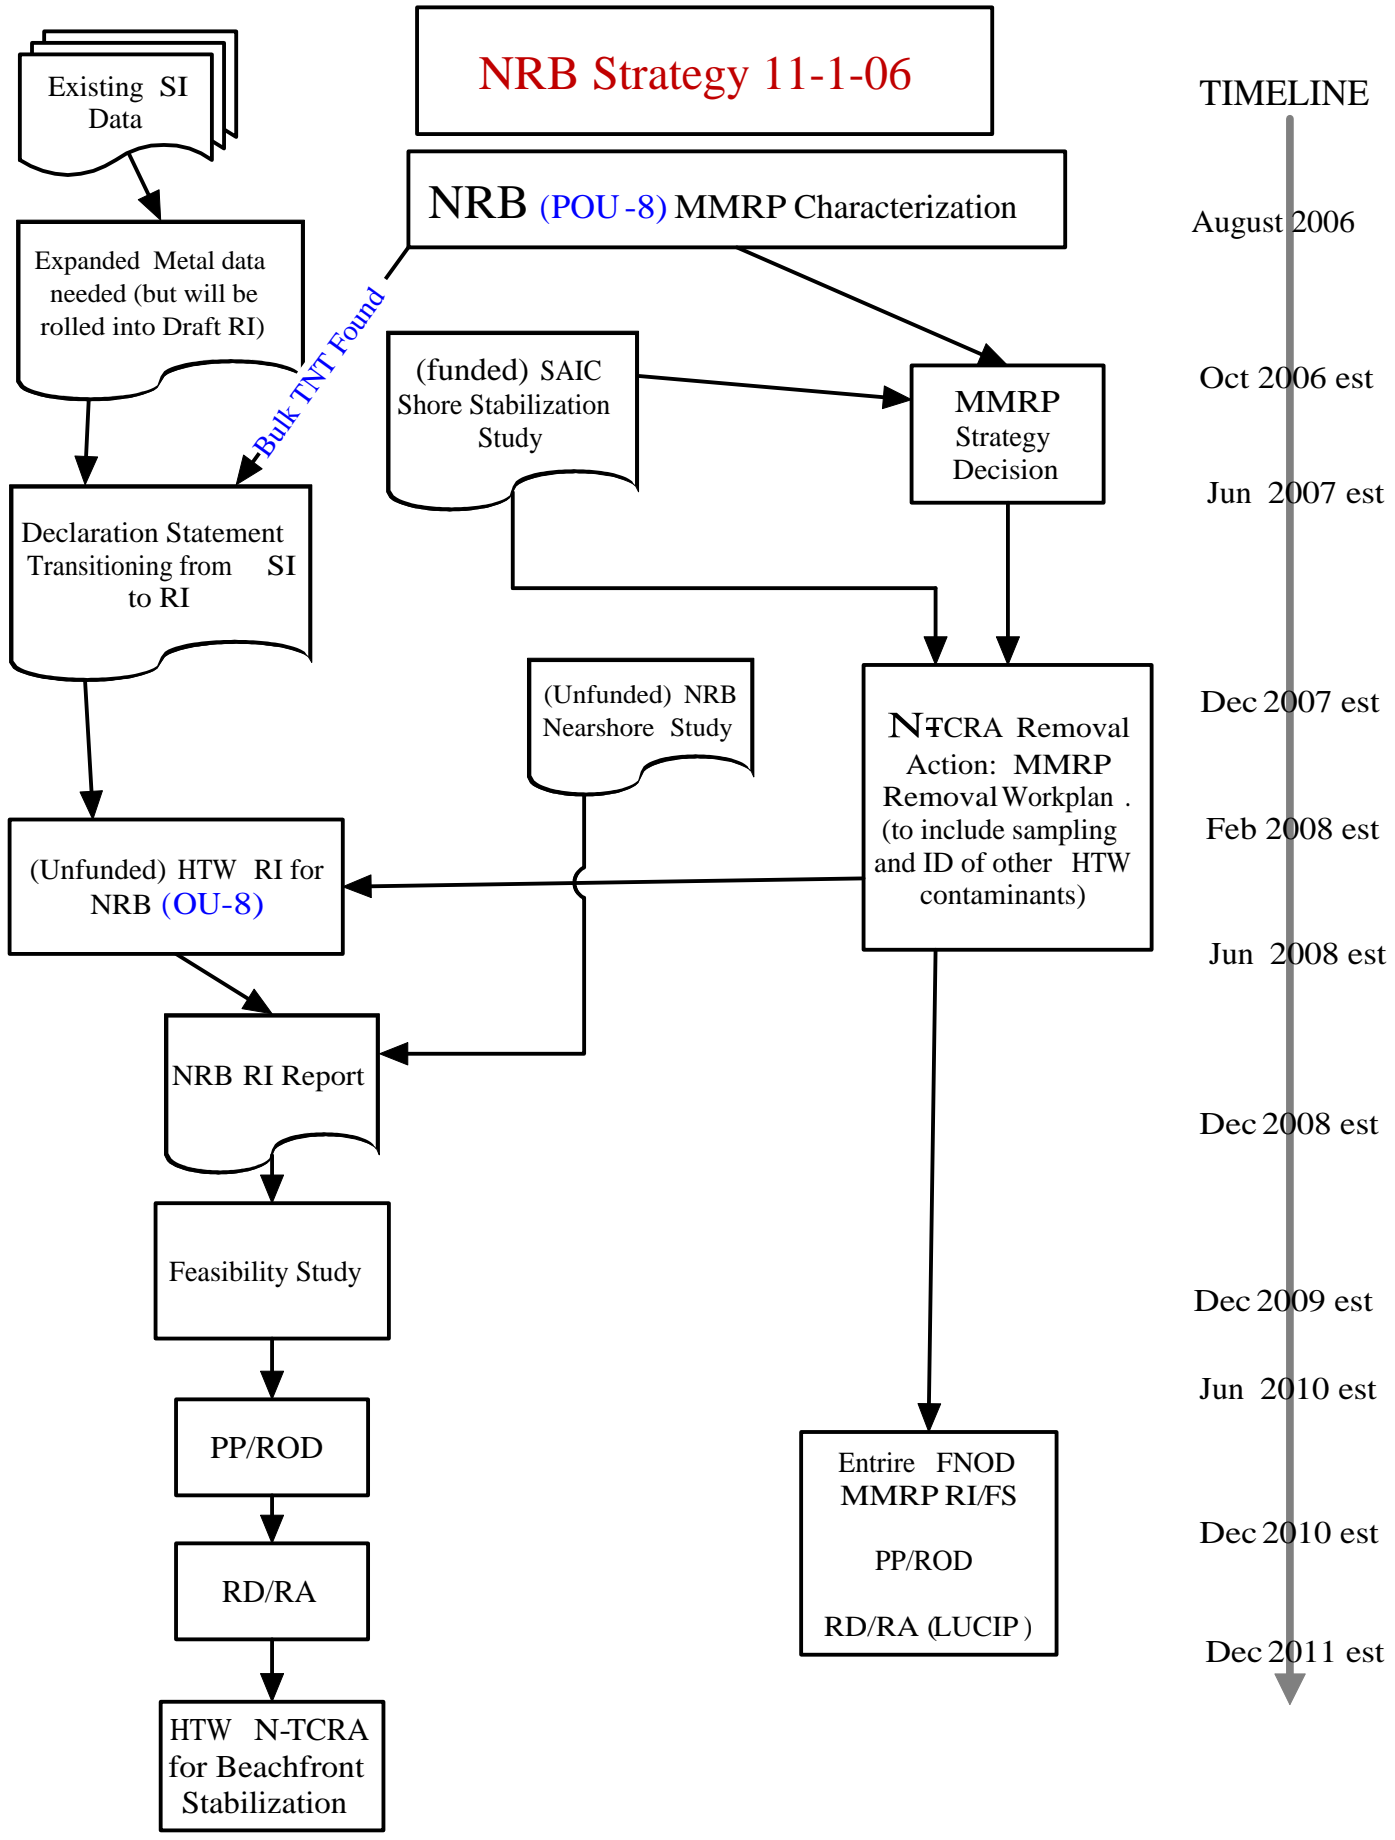 NRB Strategy 11-1-06
Existing SI
Data
NRB (POU-8) MMRP Characterization
Expanded Metal data
needed (but will be
rolled into Draft RI)
Bulk TNT Found
(funded) SAIC
Shore Stabilization
Study
MMRP
Strategy
Decision
Declaration Statement
Transitioning from SI
to RI
(Unfunded) NRB
Nearshore Study
N-TCRA Removal
Action: MMRP
Removal Workplan .
(to include sampling
and ID of other HTW
contaminants)
(Unfunded) HTW RI for
NRB (OU-8)
NRB RI Report
Feasibility Study
PP/ROD
RD/RA
HTW N-TCRA
for Beachfront
Stabilization
Entrire FNOD
MMRP RI/FS
PP/ROD
RD/RA (LUCIP)
TIMELINE
August 2006
Oct 2006 est
Jun 2007 est
Dec 2007 est
Feb 2008 est
Jun 2008 est
Dec 2008 est
Dec 2009 est
Jun 2010 est
Dec 2010 est
Dec 2011 est